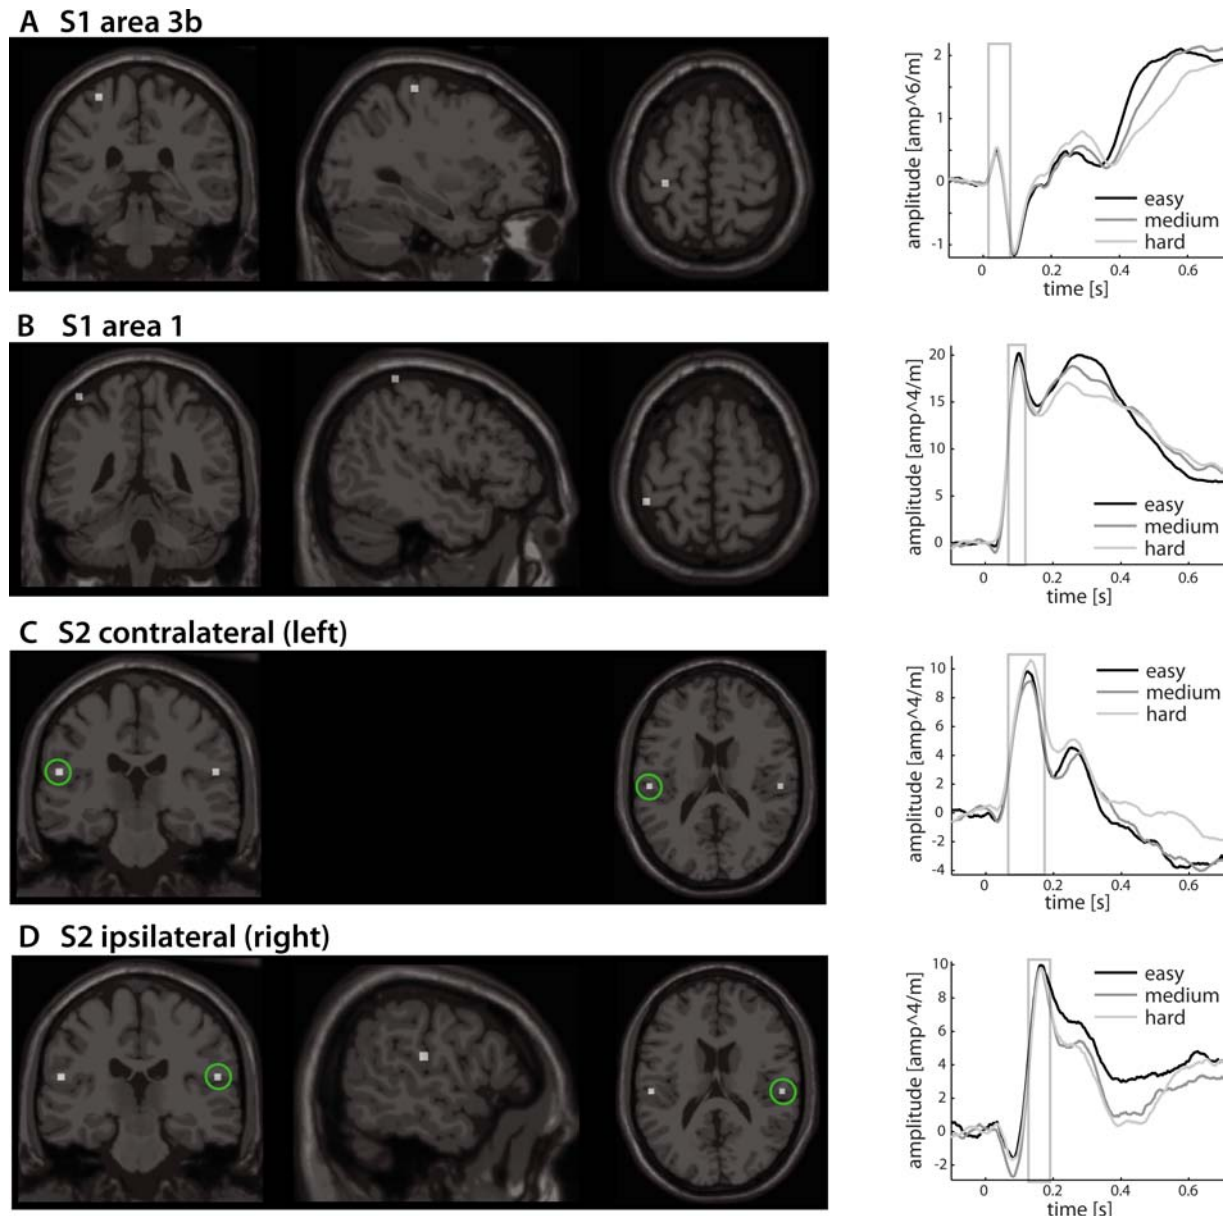 A S1 area 3b
amplitude [amp^6/m]
2
1
0
-1
easy
medium
hard
0
0.2
0.4
0.6
time [s]
B S1 area 1
amplitude [amp^4/m]
20
15
10
5
0
easy
medium
hard
0
0.2
0.4
0.6
time [s]
C S2 contralateral (left)
amplitude [amp^4/m]
10
8
6
4
2
0
-2
-4
easy
medium
hard
0
0.2
0.4
0.6
time [s]
D S2 ipsilateral (right)
amplitude [amp^4/m]
10
8
6
4
2
0
-2
easy
medium
hard
0
0.2
0.4
0.6
time [s]